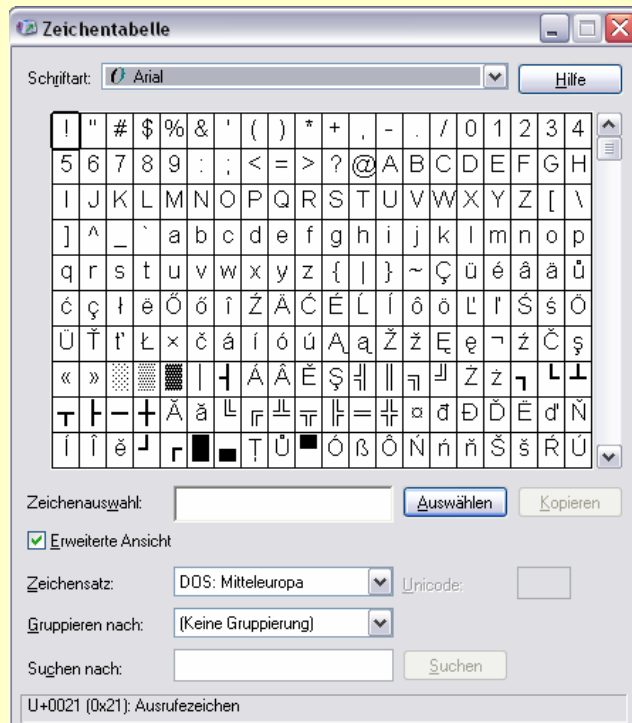 Zeichentabelle
Schriftart: Arial Hilfe
! " # $ % & ' ( ) * + , - . / 0 1 2 3 4
5 6 7 8 9 : ; < = > ? @ A B C D E F G H
I J K L M N O P Q R S T U V W X Y Z [ \
] ^ _ ` a b c d e f g h i j k l m n o p
q r s t u v w x y z { | } ~ Ç ü é â ä ů
ć ç ł ë Ő ő î Ź Ä Ć É Ĺ ĺ ô ö Ľ ľ Ś ś Ö
Ü Ť ť Ł × č á í ó ú Ą ą Ž ž Ę ę ¬ ź Č ş
« » ░ ▒ ▓ │ ┤ Á Â Ě Ş ╣ ║ ╗ ╝ Ż ż ┐ └ ┴
┬ ├ ─ ┼ Ă ă ╚ ╔ ╩ ╦ ╠ ═ ╬ ¤ đ Đ Ď Ë ď Ň
Í Î ě ┘ ┌ █ ▄ Ţ Ů ▀ Ó ß Ô Ń ń ň Š š Ŕ Ú
Zeichenauswahl: Auswählen Kopieren
Erweiterte Ansicht
Zeichensatz: DOS: Mitteleuropa Unicode:
Gruppieren nach: (Keine Gruppierung)
Suchen nach: Suchen
U+0021 (0x21): Ausrufezeichen